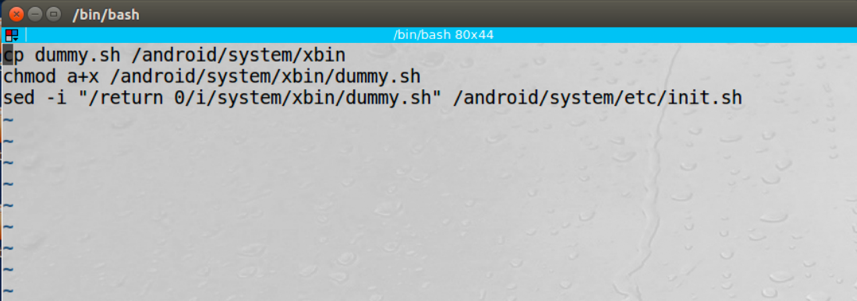 /bin/bash
/bin/bash 80x44
cp dummy.sh /android/system/xbin
chmod a+x /android/system/xbin/dummy.sh
sed -i "/return 0/i/system/xbin/dummy.sh" /android/system/etc/init.sh
~
~
~
~
~
~
~
~
~